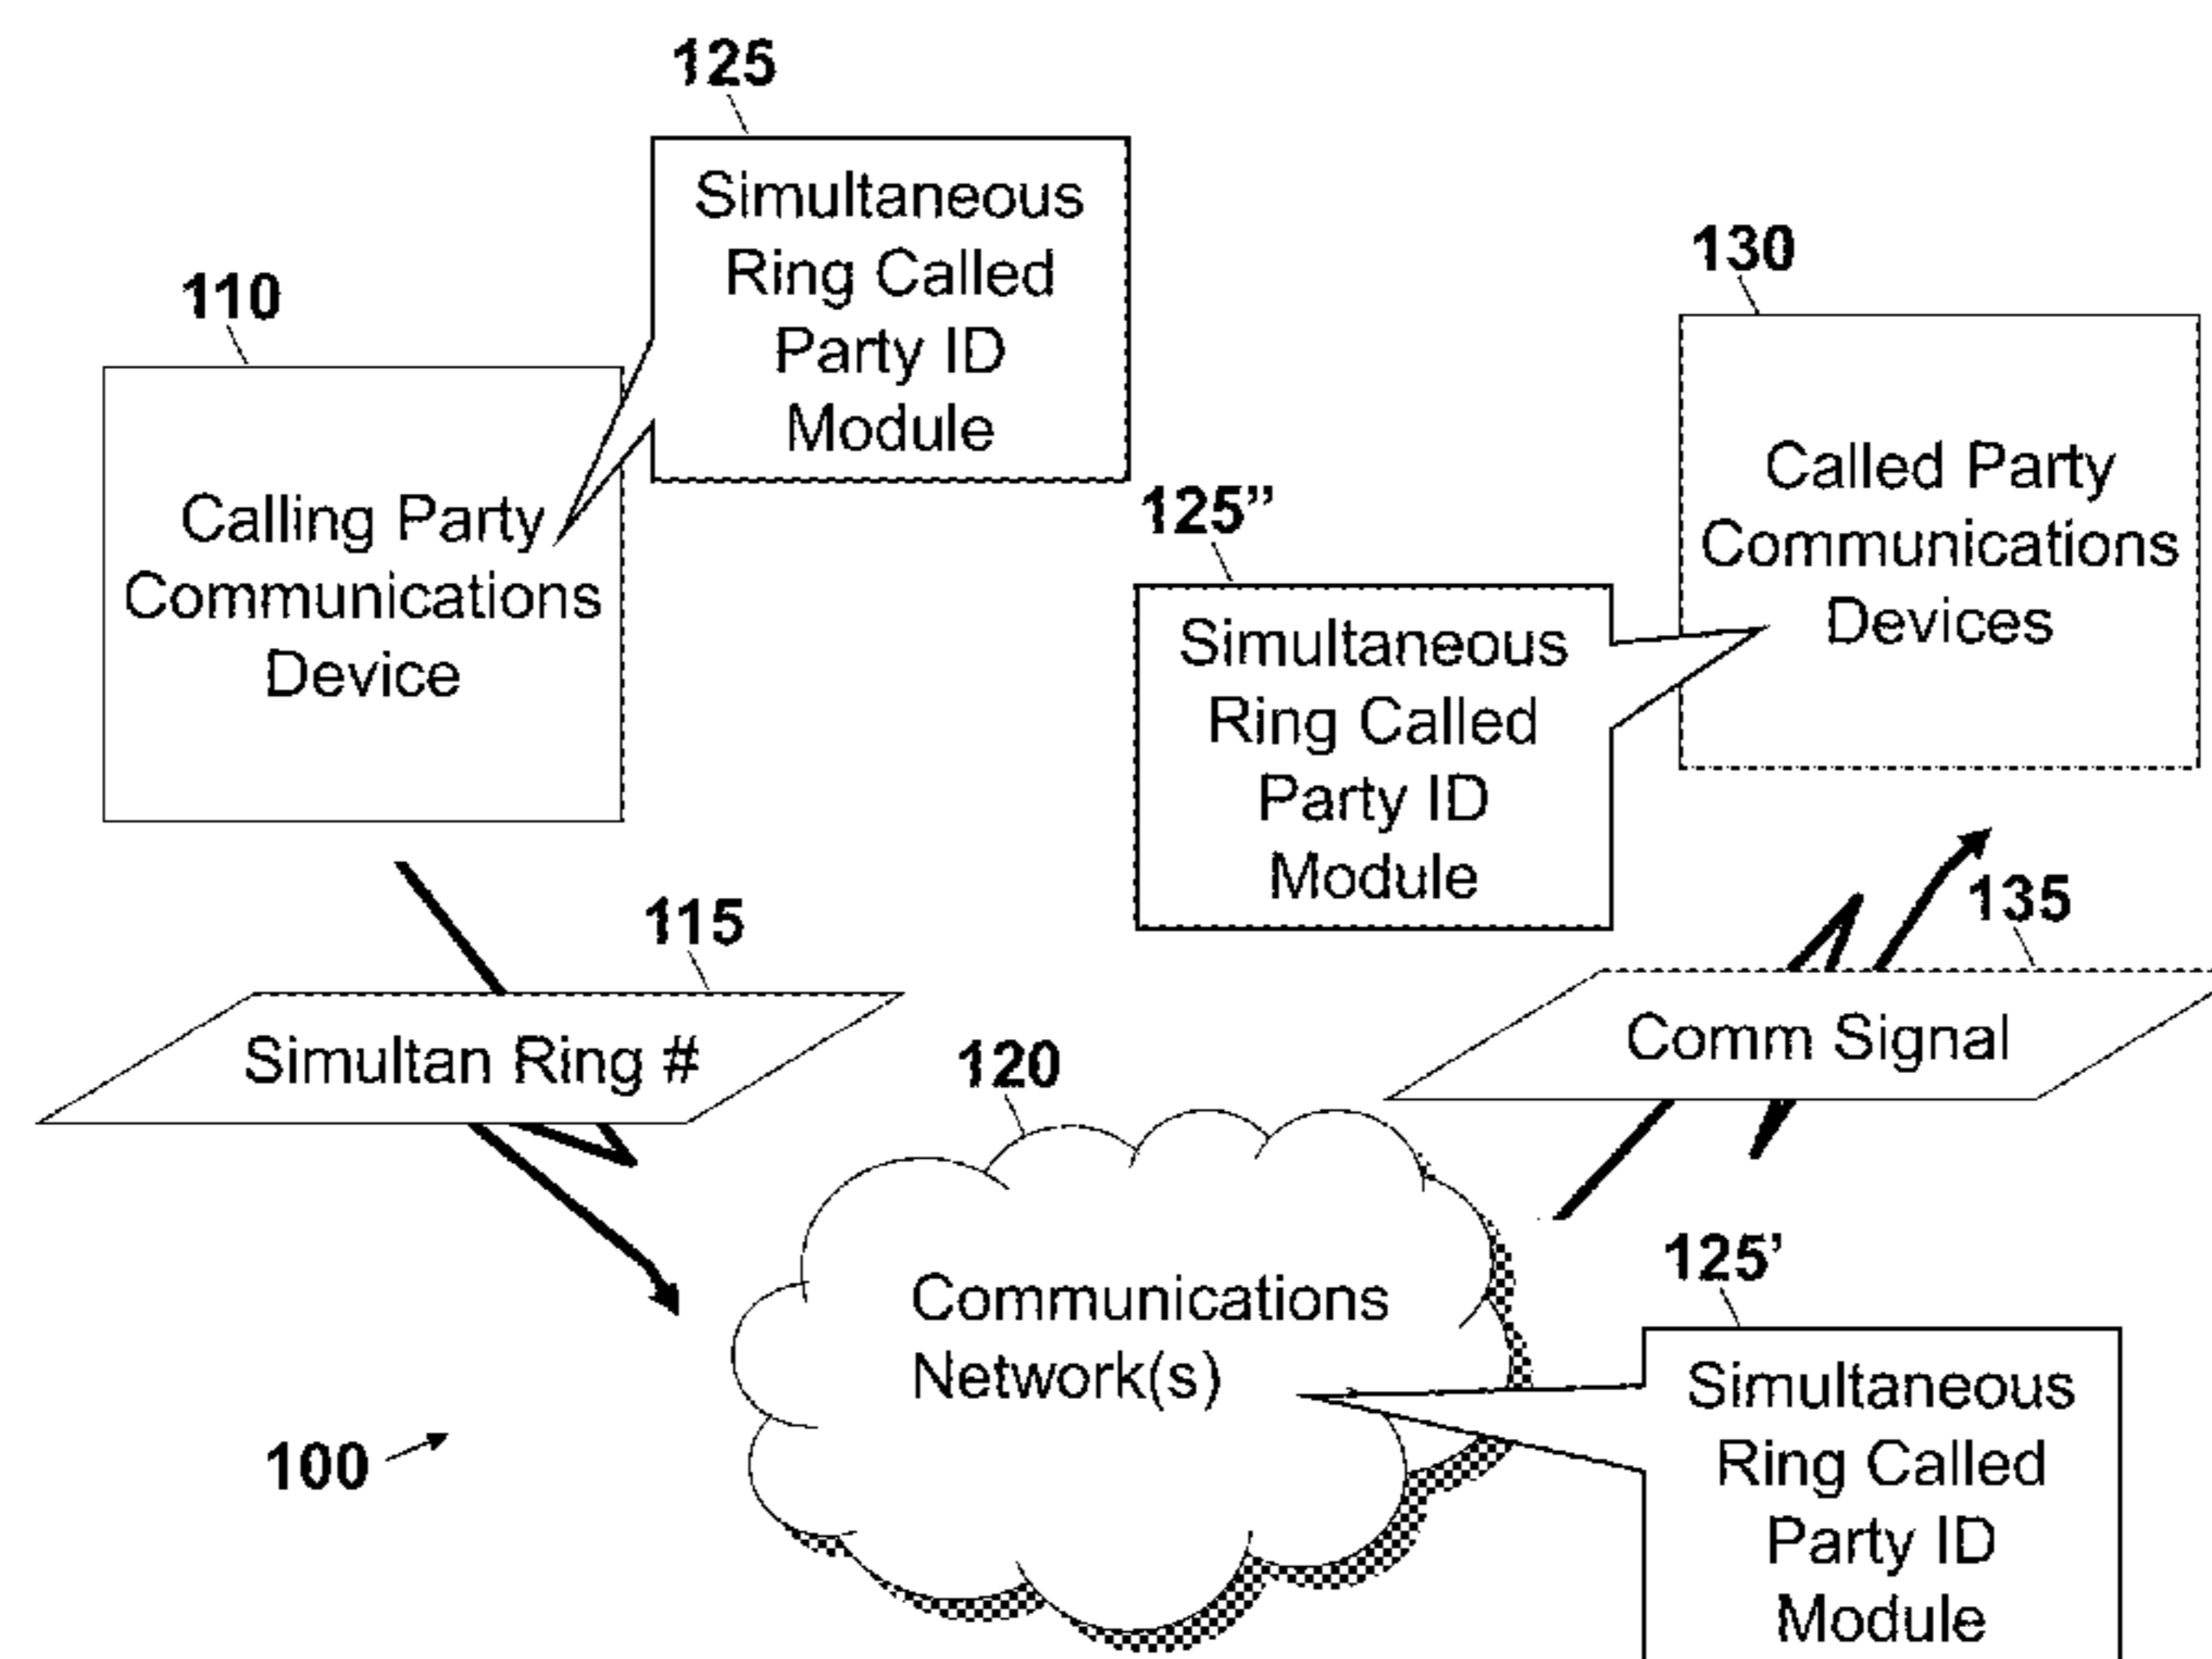 125
Simultaneous
Ring Called
Party ID
Module
110
Calling Party
Communications
Device
130
Called Party
Communications
Devices
125”
Simultaneous
Ring Called
Party ID
Module
115
Simultan Ring #
135
Comm Signal
120
Communications
Network(s)
125’
Simultaneous
Ring Called
Party ID
Module
100